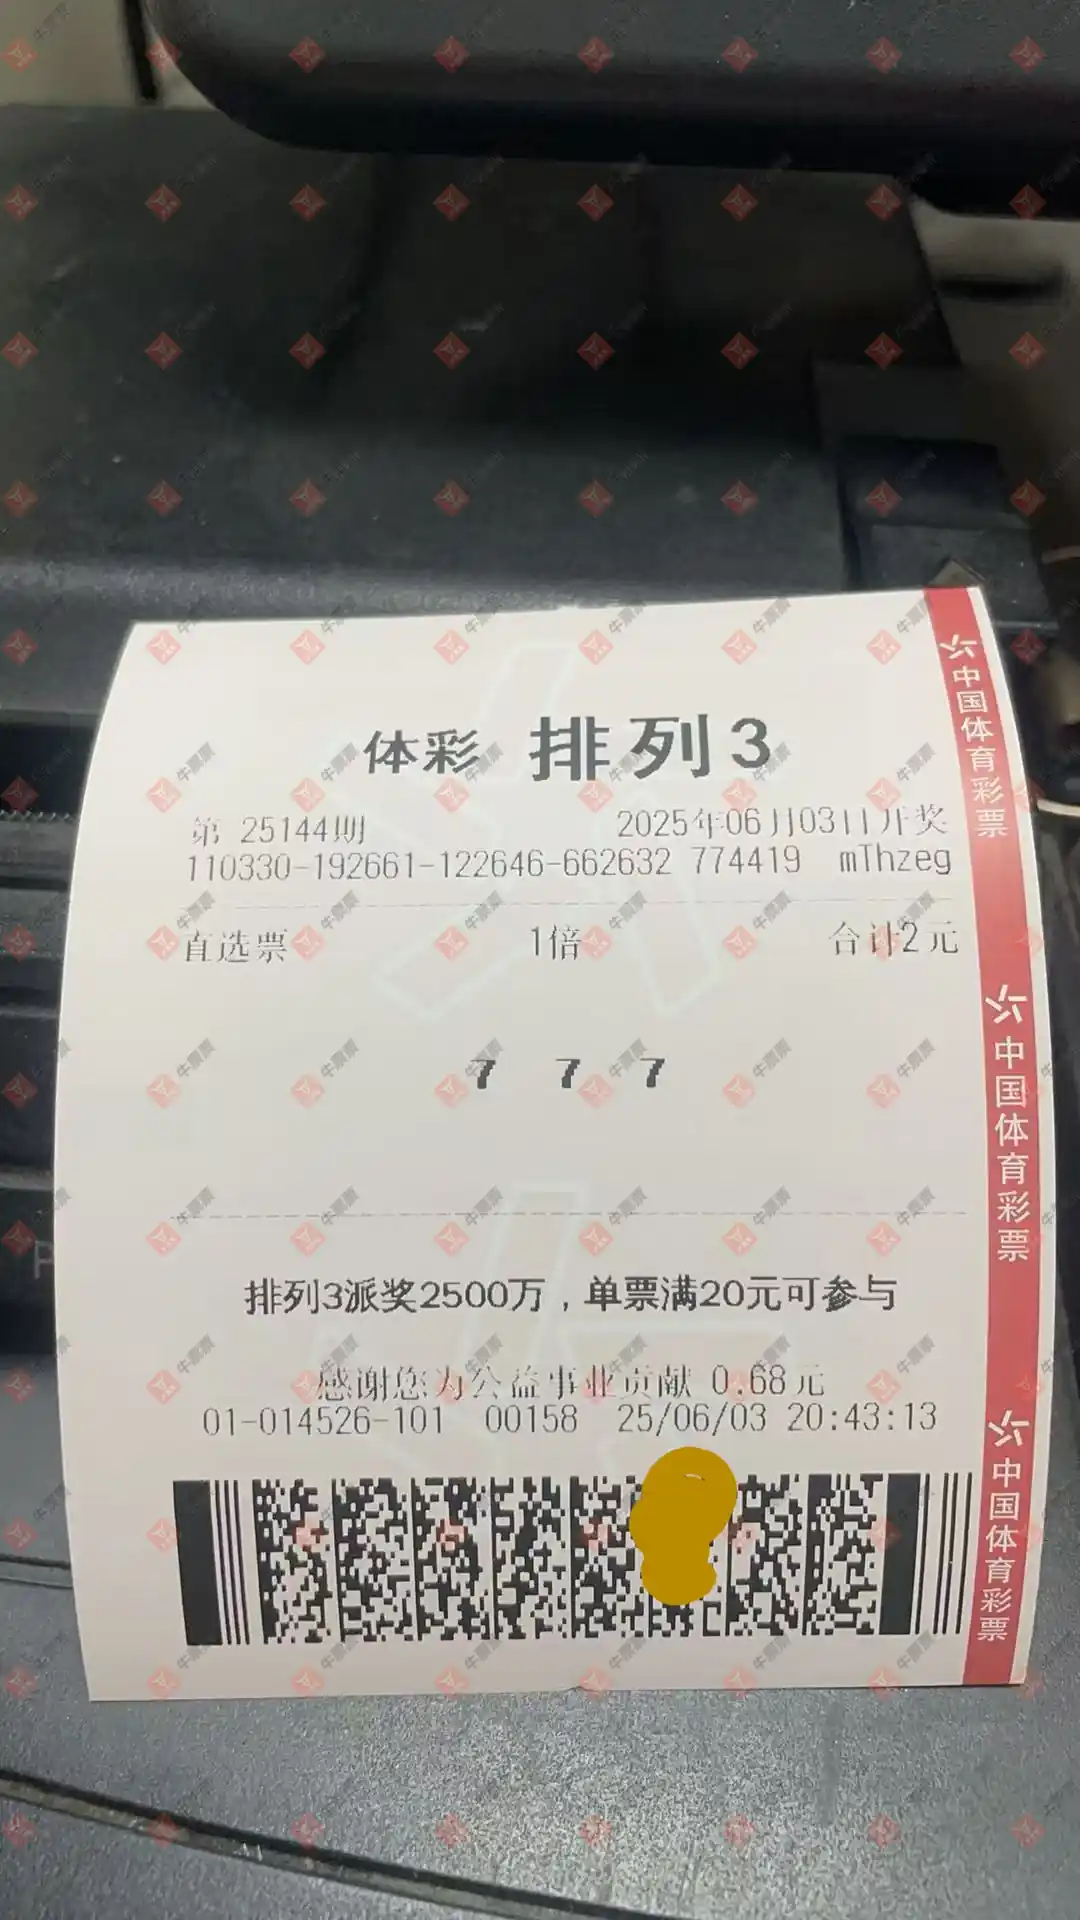 体彩 排列3
第 25144期 2025年06月03日开奖
110330-192661-122646-662632 774419 mThzeg
直选票 1倍 合计2元
7 7 7
排列3派奖2500万，单票满20元可参与
感谢您为公益事业贡献 0.68元
01-014526-101 00158 25/06/03 20:43:13
中国体育彩票
中国体育彩票
中国体育彩票
牛票票